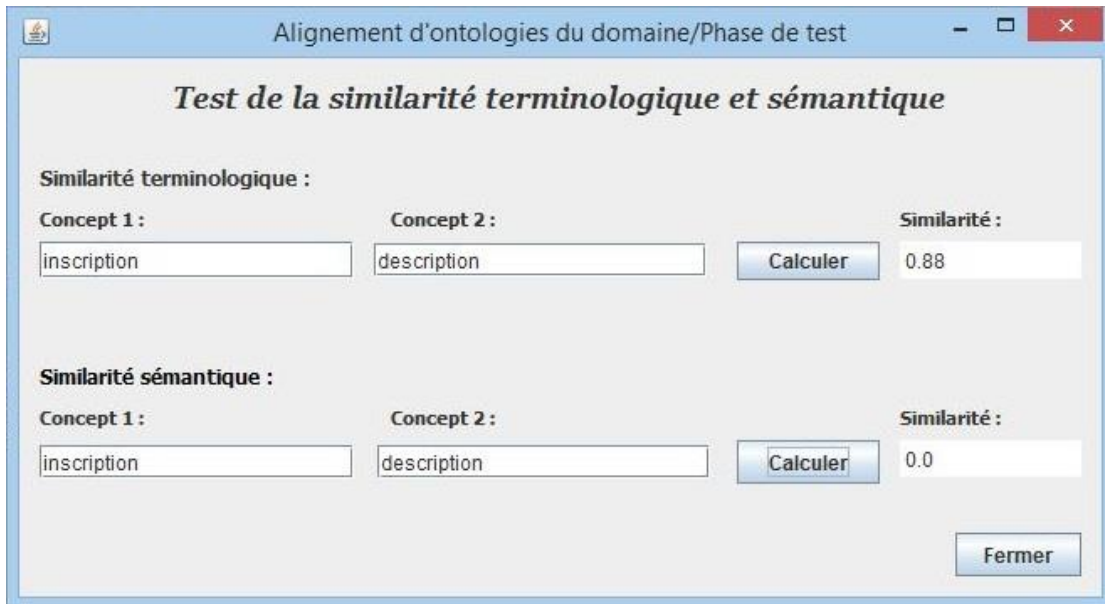 Alignement d'ontologies du domaine/Phase de test
Test de la similarité terminologique et sémantique
Similarité terminologique :
Concept 1 : Concept 2 : Similarité :
inscription description Calculer 0.88
Similarité sémantique :
Concept 1 : Concept 2 : Similarité :
inscription description Calculer 0.0
Fermer